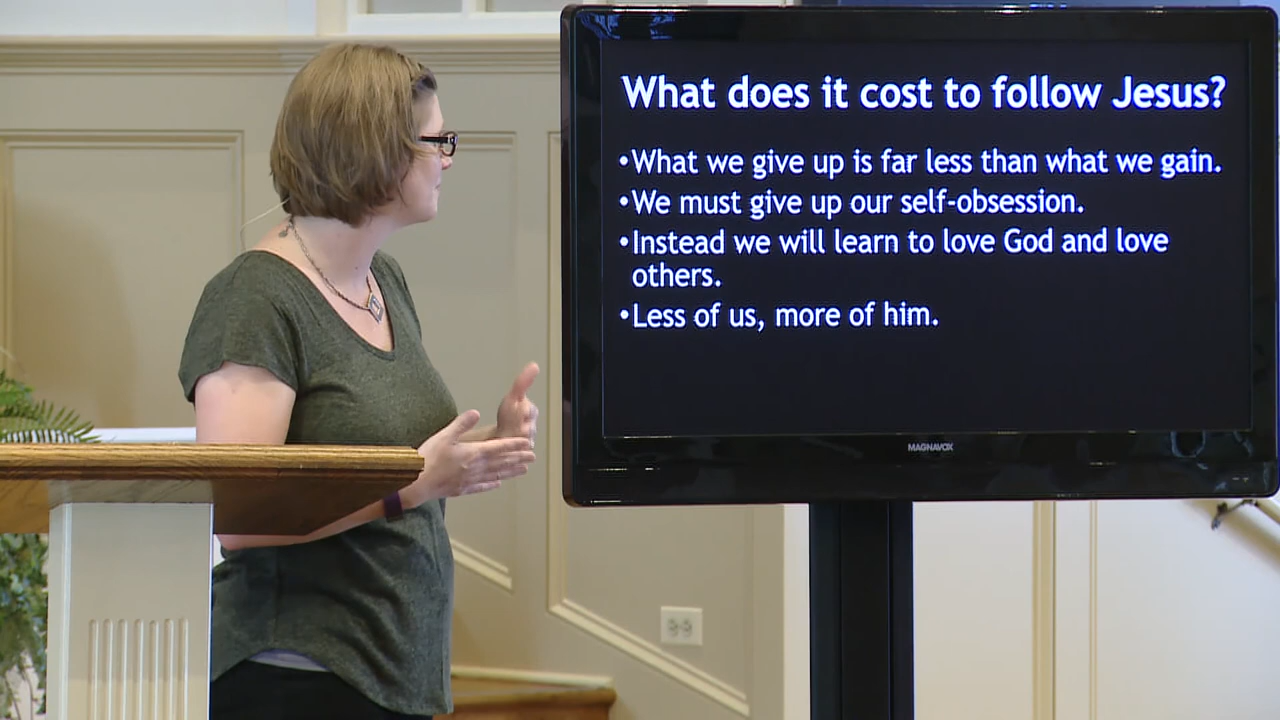 What does it cost to follow Jesus?
•What we give up is far less than what we gain.
•We must give up our self-obsession.
•Instead we will learn to love God and love
others.
•Less of us, more of him.
MAGNAVOX